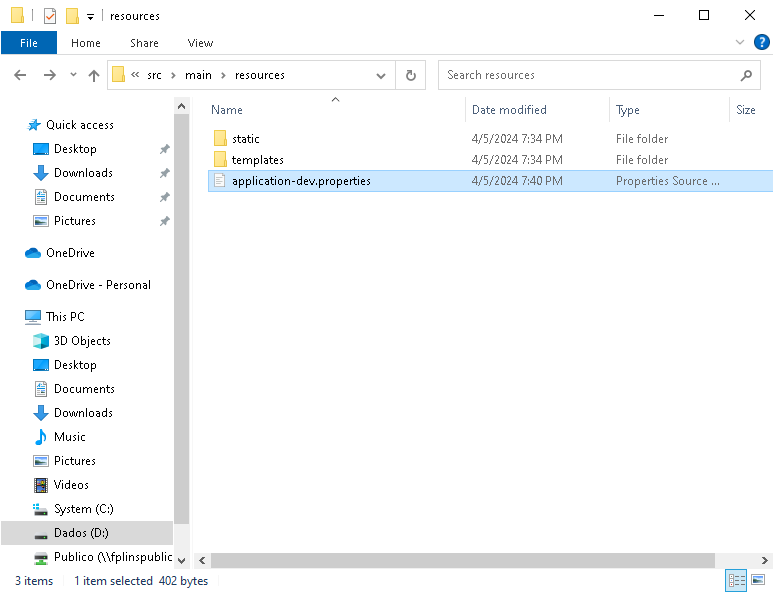 resources
File Home Share View
« src > main > resources
Search resources
Name Date modified Type Size
static 4/5/2024 7:34 PM File folder
templates 4/5/2024 7:34 PM File folder
application-dev.properties 4/5/2024 7:40 PM Properties Source ...
Quick access
Desktop
Downloads
Documents
Pictures
OneDrive
OneDrive - Personal
This PC
3D Objects
Desktop
Documents
Downloads
Music
Pictures
Videos
System (C:)
Dados (D:)
Publico (\\fplinspublic
3 items 1 item selected 402 bytes